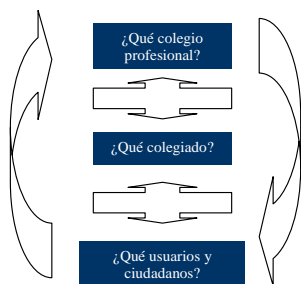 ¿Qué colegio
profesional?
¿Qué colegiado?
¿Qué usuarios y
ciudadanos?